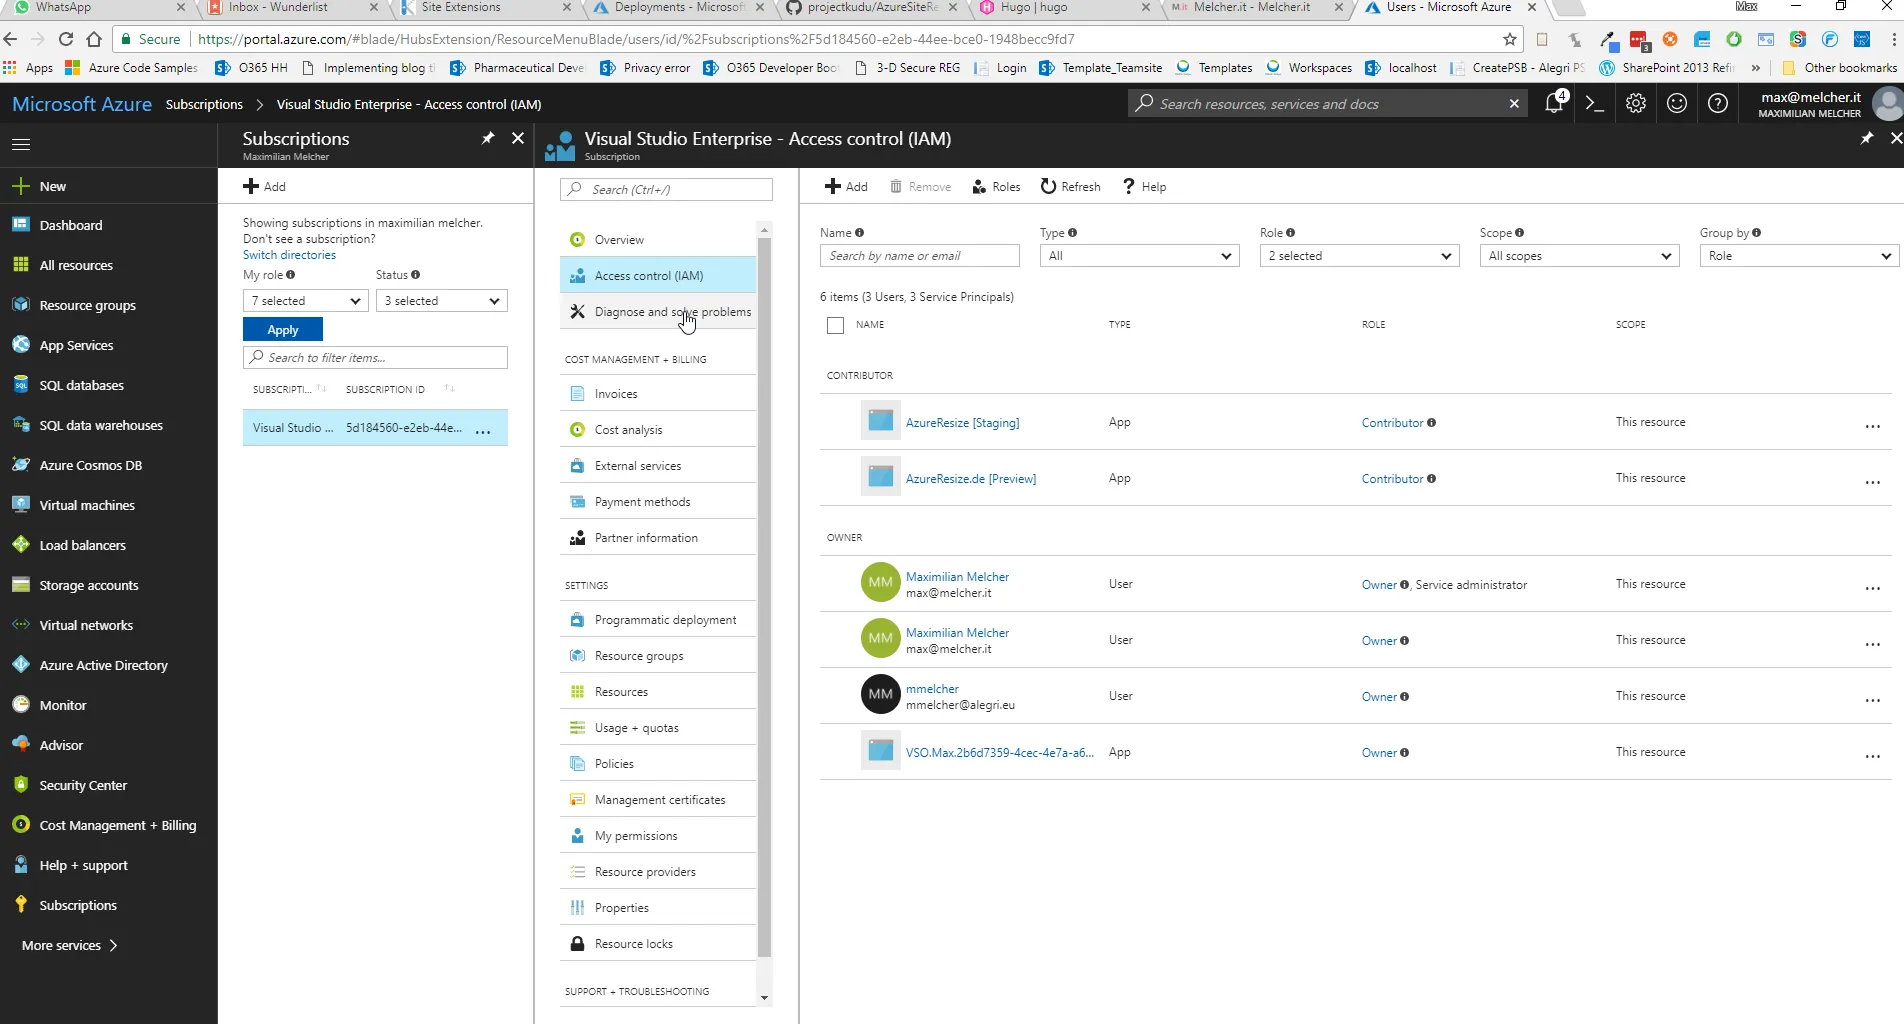 WhatsApp
Inbox - Wunderlist
Site Extensions
Deployments - Microsoft
projectkudu/AzureSiteRe
Hugo | hugo
Melcher.it - Melcher.it
Users - Microsoft Azure
Max
Secure
https://portal.azure.com/#blade/HubsExtension/ResourceMenuBlade/users/id/%2Fsubscriptions%2F5d184560-e2eb-44ee-bce0-1948becc9fd7
3
Apps
Azure Code Samples
O365 HH
Implementing blog
Pharmaceutical Deve
Privacy error
O365 Developer Boo
3-D Secure REG
Login
Template_Teamsite
Templates
Workspaces
localhost
CreatePSB - Alegri PS
SharePoint 2013 Refi
»
Other bookmarks
Microsoft Azure
Subscriptions > Visual Studio Enterprise - Access control (IAM)
Search resources, services and docs
4
max@melcher.it
MAXIMILIAN MELCHER
New
Dashboard
All resources
Resource groups
App Services
SQL databases
SQL data warehouses
Azure Cosmos DB
Virtual machines
Load balancers
Storage accounts
Virtual networks
Azure Active Directory
Monitor
Advisor
Security Center
Cost Management + Billing
Help + support
Subscriptions
More services >
Subscriptions
Maximilian Melcher
Add
Showing subscriptions in maximilian melcher.
Don't see a subscription?
Switch directories
My role
Status
7 selected
3 selected
Apply
Search to filter items...
SUBSCRIPTI...
SUBSCRIPTION ID
Visual Studio ...
5d184560-e2eb-44e...
...
Visual Studio Enterprise - Access control (IAM)
Subscription
Search (Ctrl+/)
Overview
Access control (IAM)
Diagnose and solve problems
COST MANAGEMENT + BILLING
Invoices
Cost analysis
External services
Payment methods
Partner information
SETTINGS
Programmatic deployment
Resource groups
Resources
Usage + quotas
Policies
Management certificates
My permissions
Resource providers
Properties
Resource locks
SUPPORT + TROUBLESHOOTING
Add
Remove
Roles
Refresh
Help
Name
Type
Role
Scope
Group by
Search by name or email
All
2 selected
All scopes
Role
6 items (3 Users, 3 Service Principals)
NAME
TYPE
ROLE
SCOPE
CONTRIBUTOR
AzureResize [Staging]
App
Contributor
This resource
...
AzureResize.de [Preview]
App
Contributor
This resource
...
OWNER
MM
Maximilian Melcher
max@melcher.it
User
Owner , Service administrator
This resource
...
MM
Maximilian Melcher
max@melcher.it
User
Owner
This resource
...
MM
mmelcher
mmelcher@alegri.eu
User
Owner
This resource
...
VSO.Max.2b6d7359-4cec-4e7a-a6...
App
Owner
This resource
...